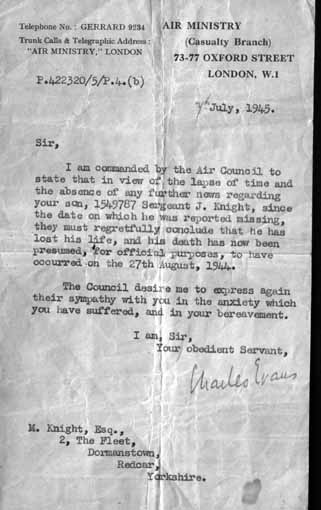 Telephone No.: GERRARD 9234
AIR MINISTRY
Trunk Calls & Telegraphic Address:
(Casualty Branch)
"AIR MINISTRY," LONDON
73-77 OXFORD STREET
LONDON, W.1
P.422320/5/P.4.(b)
7th July, 1945.
Sir,
I am commanded by the Air Council to
state that in view of the lapse of time and
the absence of any further news regarding
your son, 1549787 Sergeant J. Knight, since
the date on which he was reported missing,
they must regretfully conclude that he has
lost his life, and his death has now been
presumed, for official purposes, to have
occurred on the 27th August, 1944.
The Council desire me to express again
their sympathy with you in the anxiety which
you have suffered, and in your bereavement.
I am, Sir,
Your obedient Servant,
Charles Evans
M. Knight, Esq.,
2, The Fleet,
Dormanstown,
Redcar,
Yorkshire.